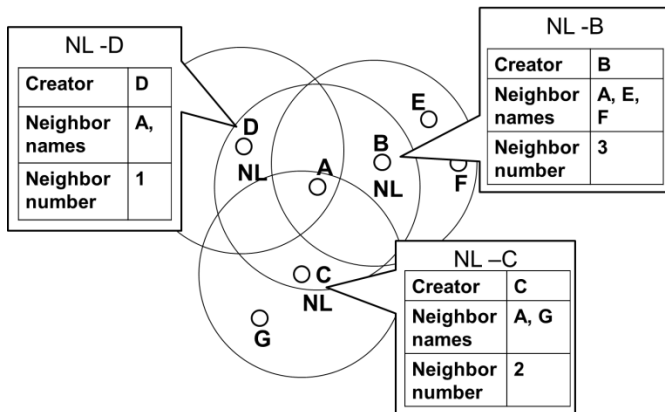 NL -D
Creator D
Neighbor A,
names
Neighbor 1
number
NL -B
Creator B
Neighbor A, E,
names F
Neighbor 3
number
E
D
B
A
F
NL
NL
C
NL
G
NL –C
Creator C
Neighbor A, G
names
Neighbor 2
number